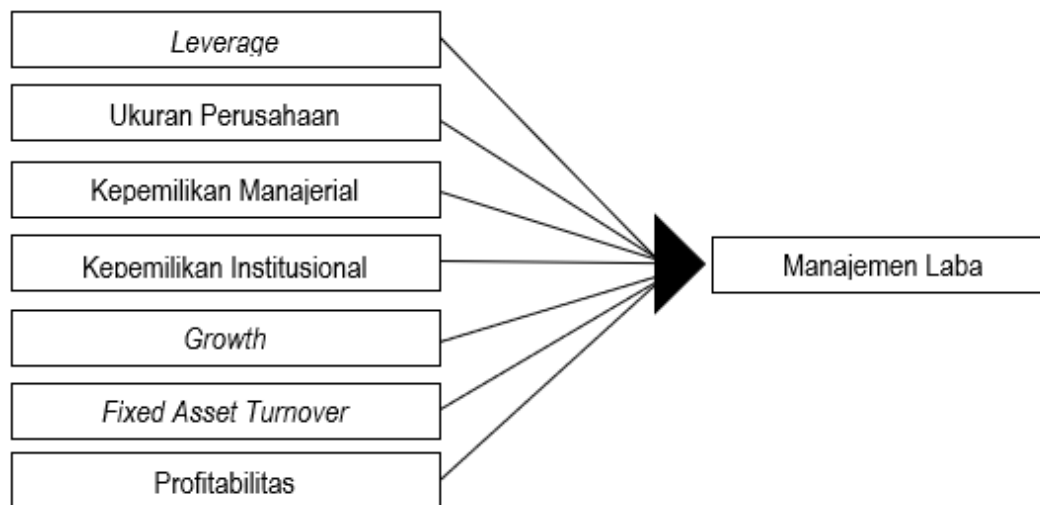 Leverage
Ukuran Perusahaan
Kepemilikan Manajerial
Kepemilikan Institusional
Growth
Fixed Asset Turnover
Profitabilitas
Manajemen Laba